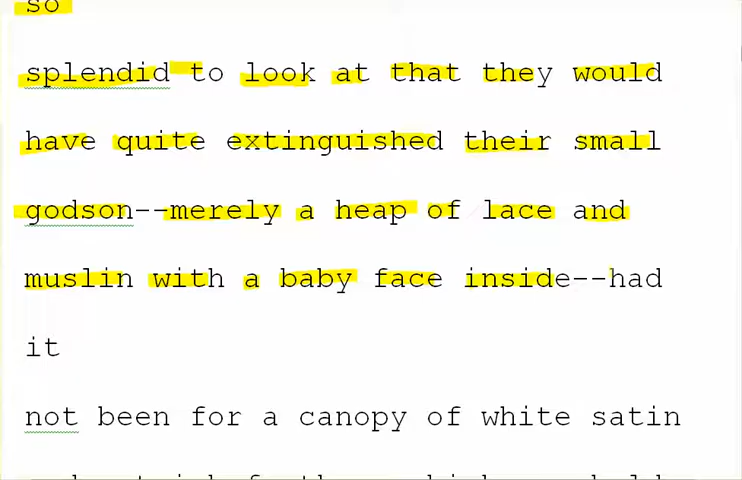 so
splendid to look at that they would
have quite extinguished their small
godson--merely a heap of lace and
muslin with a baby face inside--had
it
not been for a canopy of white satin